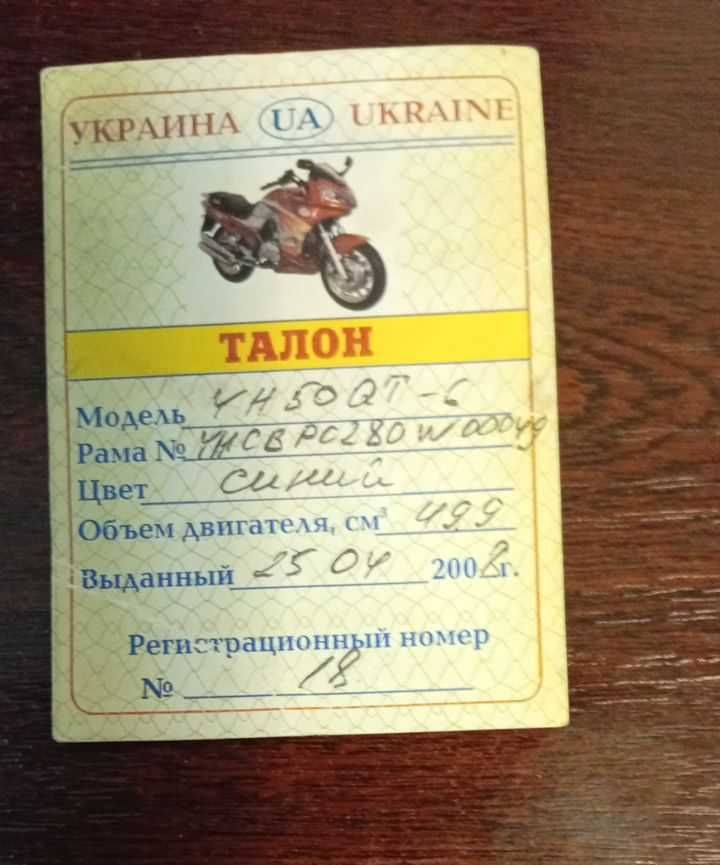 УКРАИНА UA UKRAINE
ТАЛОН
Модель YH50QT-6
Рама №
Цвет синий
Объем двигателя, см³ 49.9
Выданный 25 04 2008г.
Регистрационный номер
№ 18